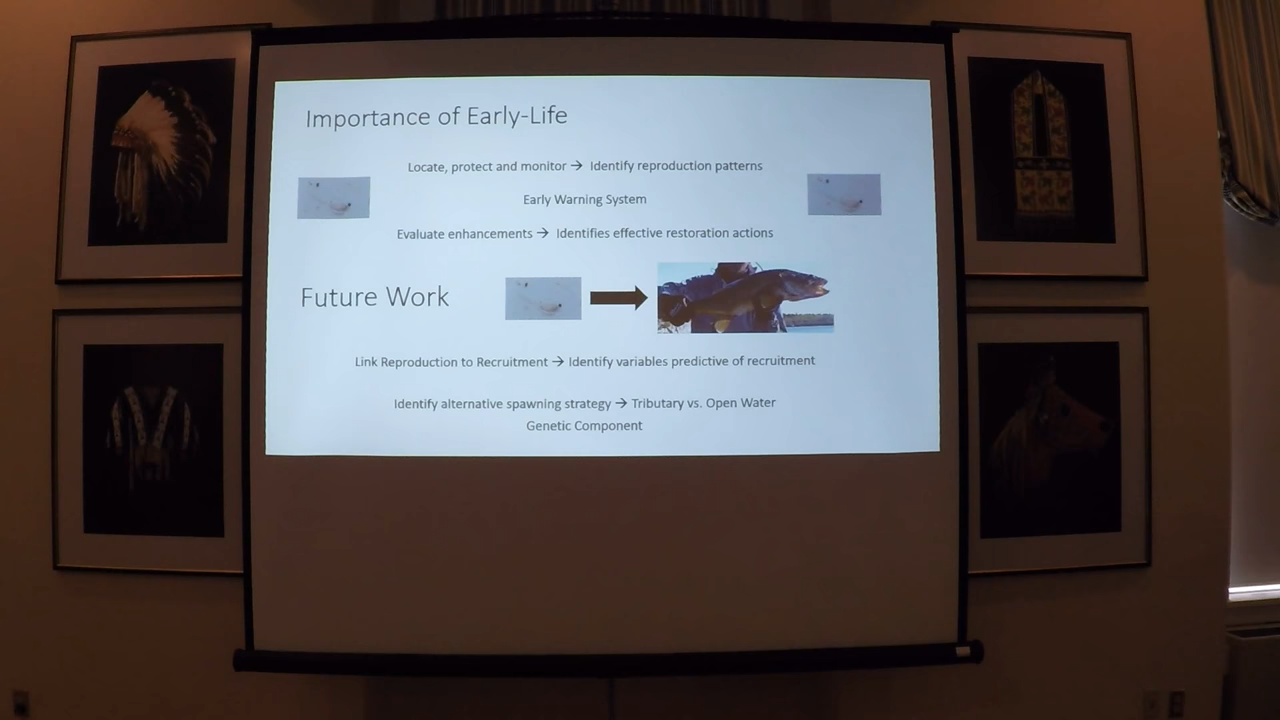 Importance of Early-Life
Locate, protect and monitor → Identify reproduction patterns
Early Warning System
Evaluate enhancements → Identifies effective restoration actions
Future Work
Link Reproduction to Recruitment → Identify variables predictive of recruitment
Identify alternative spawning strategy → Tributary vs. Open Water
Genetic Component